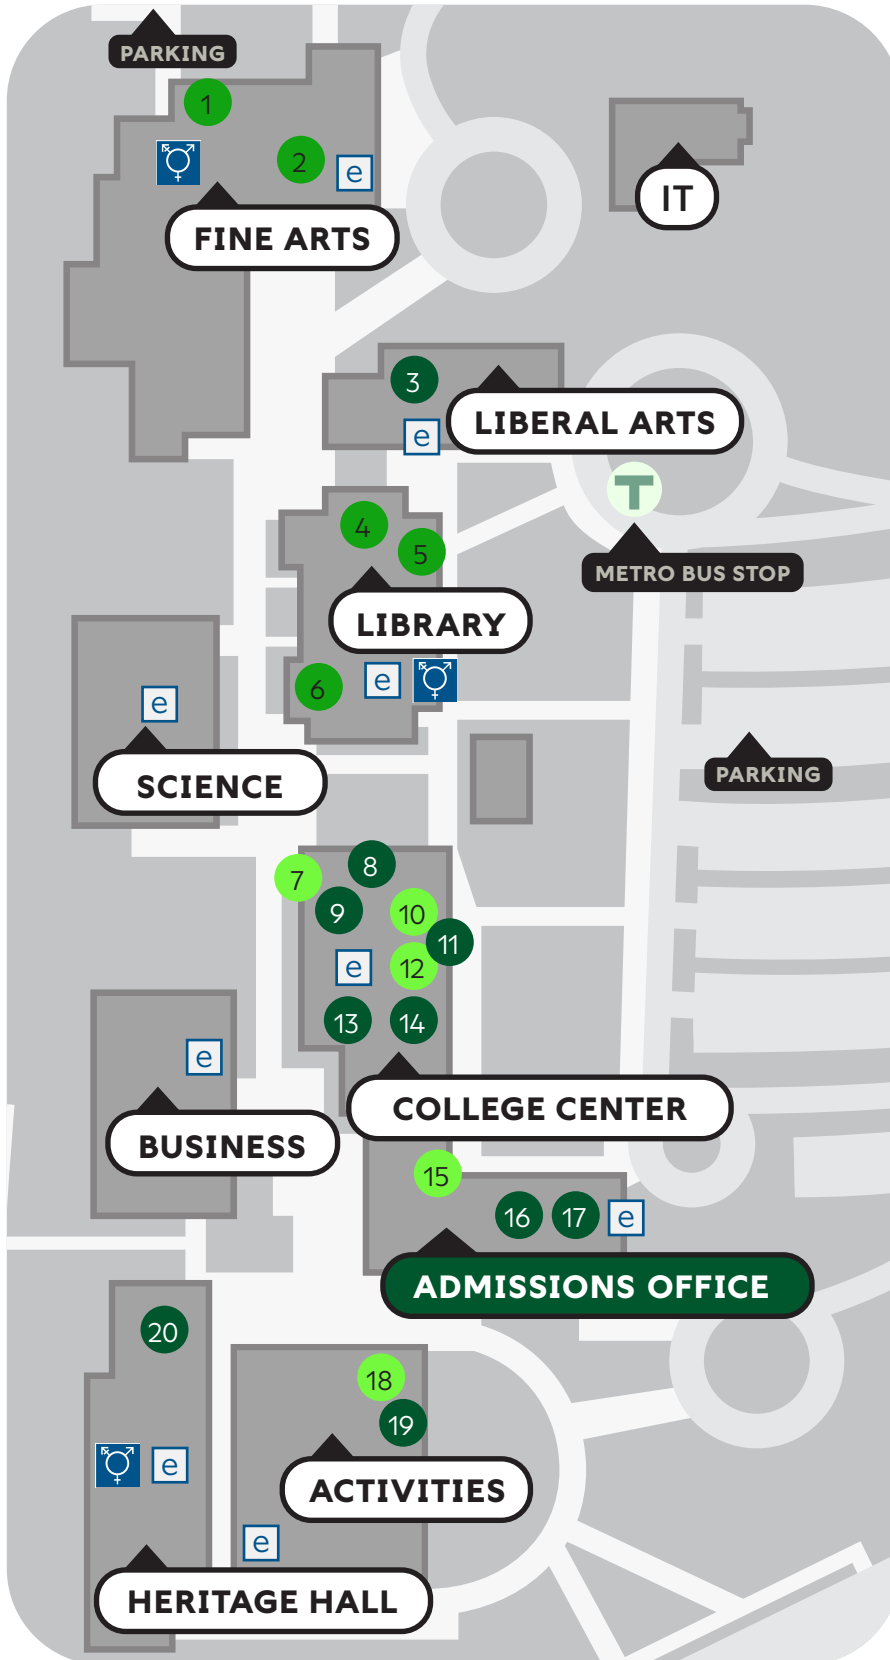 PARKING
1
2
e
FINE ARTS
IT
3
e
LIBERAL ARTS
T
METRO BUS STOP
4
5
LIBRARY
6
e
e
SCIENCE
PARKING
7
8
9
10
11
e
12
13
14
COLLEGE CENTER
e
BUSINESS
15
16
17
e
ADMISSIONS OFFICE
20
18
19
e
ACTIVITIES
e
HERITAGE HALL